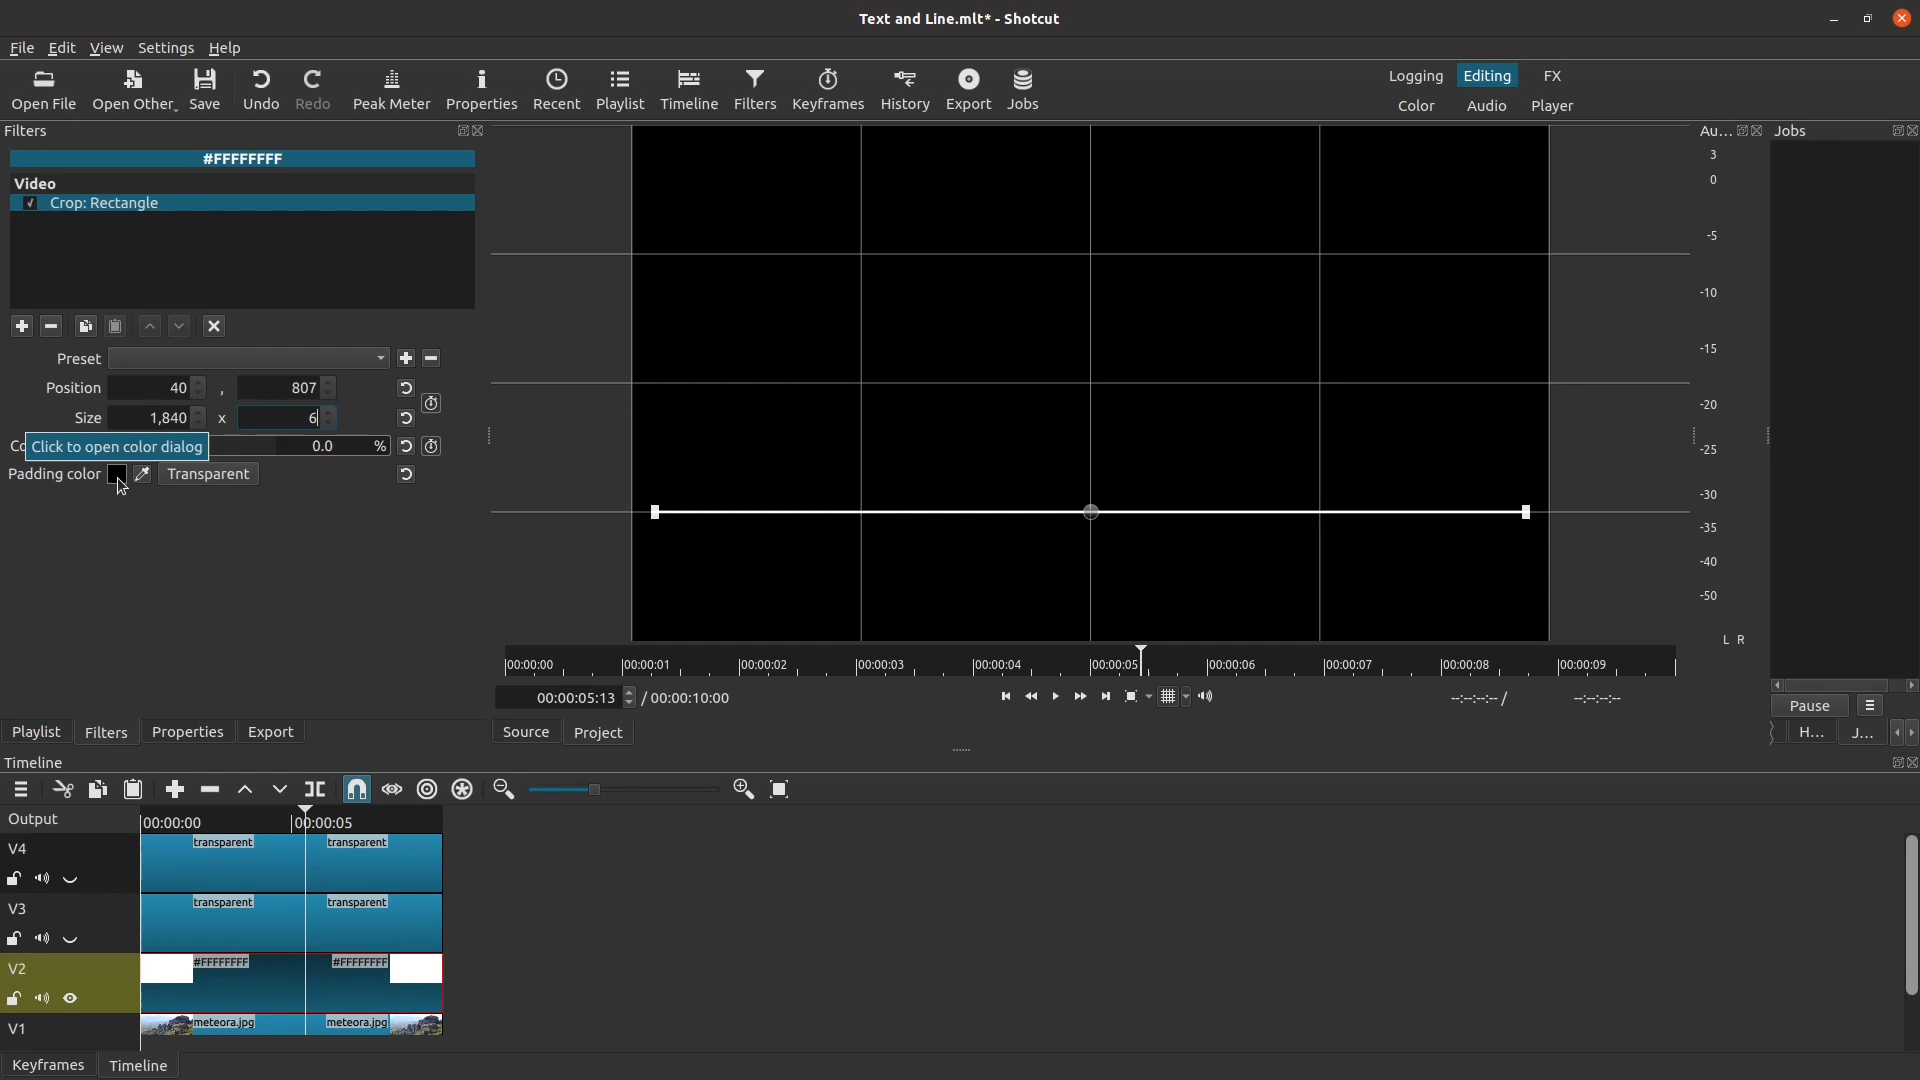 Text and Line.mlt* - Shotcut
File Edit View Settings Help
Open File Open Other Save Undo Redo Peak Meter Properties Recent Playlist Timeline Filters Keyframes History Export Jobs
Logging Editing FX
Color Audio Player
Filters
#FFFFFFFF
Video
Crop: Rectangle
Preset
Position 40 , 807
Size 1,840 x 6
Co 0.0 %
Click to open color dialog
Padding color Transparent
Au...
3
0
-5
-10
-15
-20
-25
-30
-35
-40
-50
L R
Jobs
Pause
H... J...
00:00:00 00:00:01 00:00:02 00:00:03 00:00:04 00:00:05 00:00:06 00:00:07 00:00:08 00:00:09
00:00:05:13 / 00:00:10:00 --:--:--:-- / --:--:--:--
Playlist Filters Properties Export
Source Project
Timeline
Output 00:00:00 00:00:05
V4 transparent transparent
V3 transparent transparent
V2 #FFFFFFFF #FFFFFFFF
V1 meteora.jpg meteora.jpg
Keyframes Timeline